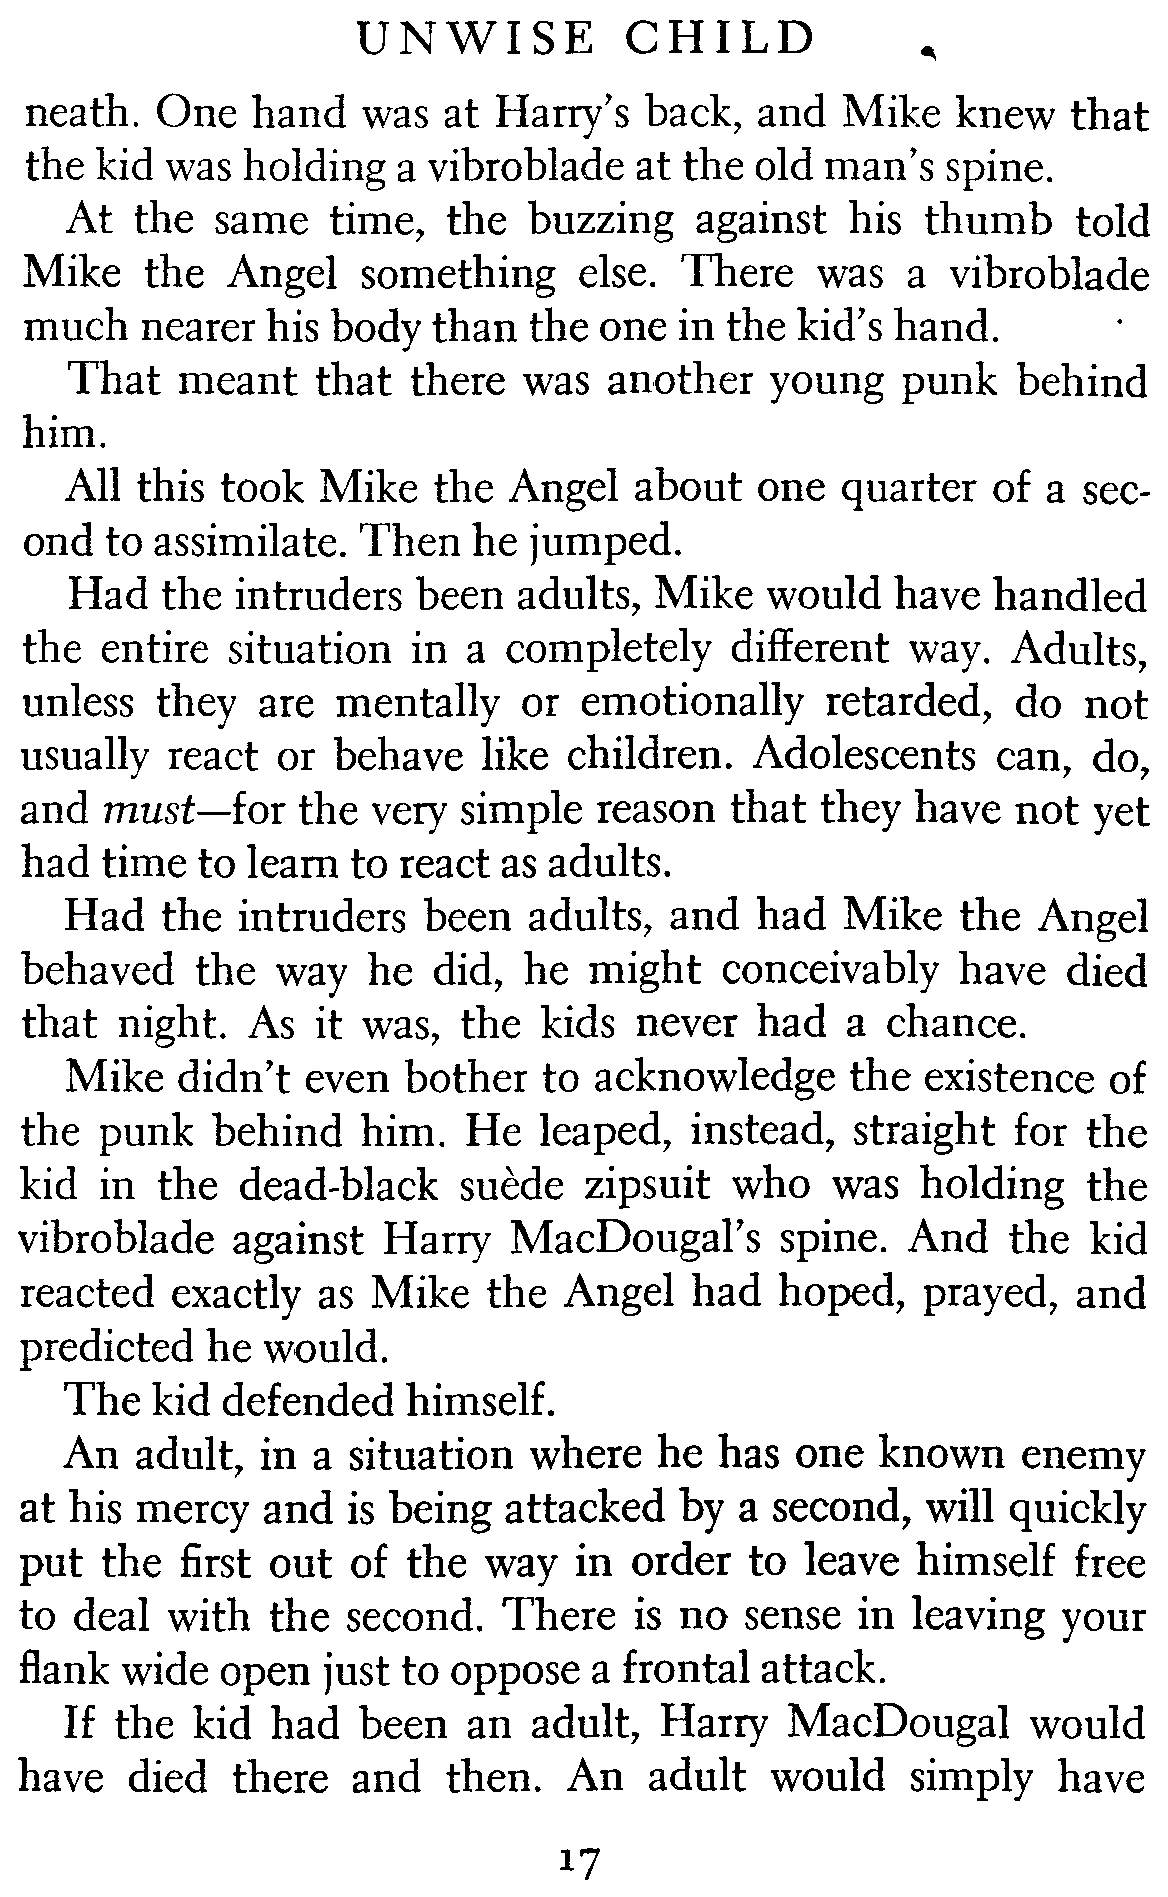 UNWISE CHILD
neath. One hand was at Harry's back, and Mike knew that
the kid was holding a vibroblade at the old man's spine.
At the same time, the buzzing against his thumb told
Mike the Angel something else. There was a vibroblade
much nearer his body than the one in the kid's hand.
That meant that there was another young punk behind
him.
All this took Mike the Angel about one quarter of a sec-
ond to assimilate. Then he jumped.
Had the intruders been adults, Mike would have handled
the entire situation in a completely different way. Adults,
unless they are mentally or emotionally retarded, do not
usually react or behave like children. Adolescents can, do,
and must—for the very simple reason that they have not yet
had time to learn to react as adults.
Had the intruders been adults, and had Mike the Angel
behaved the way he did, he might conceivably have died
that night. As it was, the kids never had a chance.
Mike didn't even bother to acknowledge the existence of
the punk behind him. He leaped, instead, straight for the
kid in the dead-black suède zipsuit who was holding the
vibroblade against Harry MacDougal's spine. And the kid
reacted exactly as Mike the Angel had hoped, prayed, and
predicted he would.
The kid defended himself.
An adult, in a situation where he has one known enemy
at his mercy and is being attacked by a second, will quickly
put the first out of the way in order to leave himself free
to deal with the second. There is no sense in leaving your
flank wide open just to oppose a frontal attack.
If the kid had been an adult, Harry MacDougal would
have died there and then. An adult would simply have
17